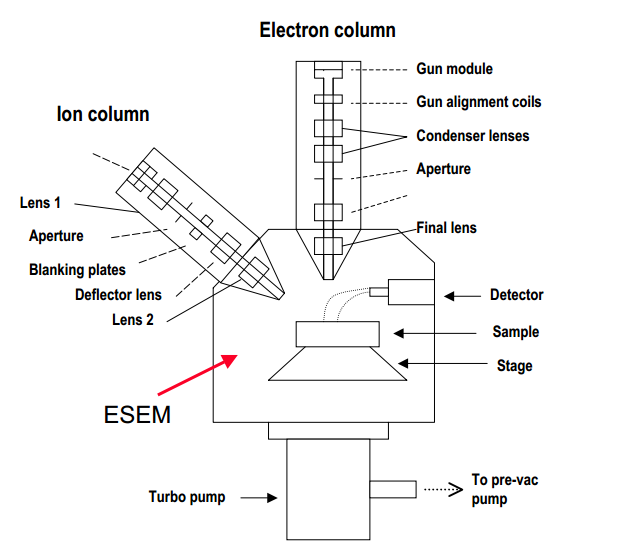 Electron column
Gun module
Gun alignment coils
Condenser lenses
Aperture
Final lens
Ion column
Lens 1
Aperture
Blanking plates
Deflector lens
Lens 2
Detector
Sample
Stage
ESEM
Turbo pump
To pre-vac
pump